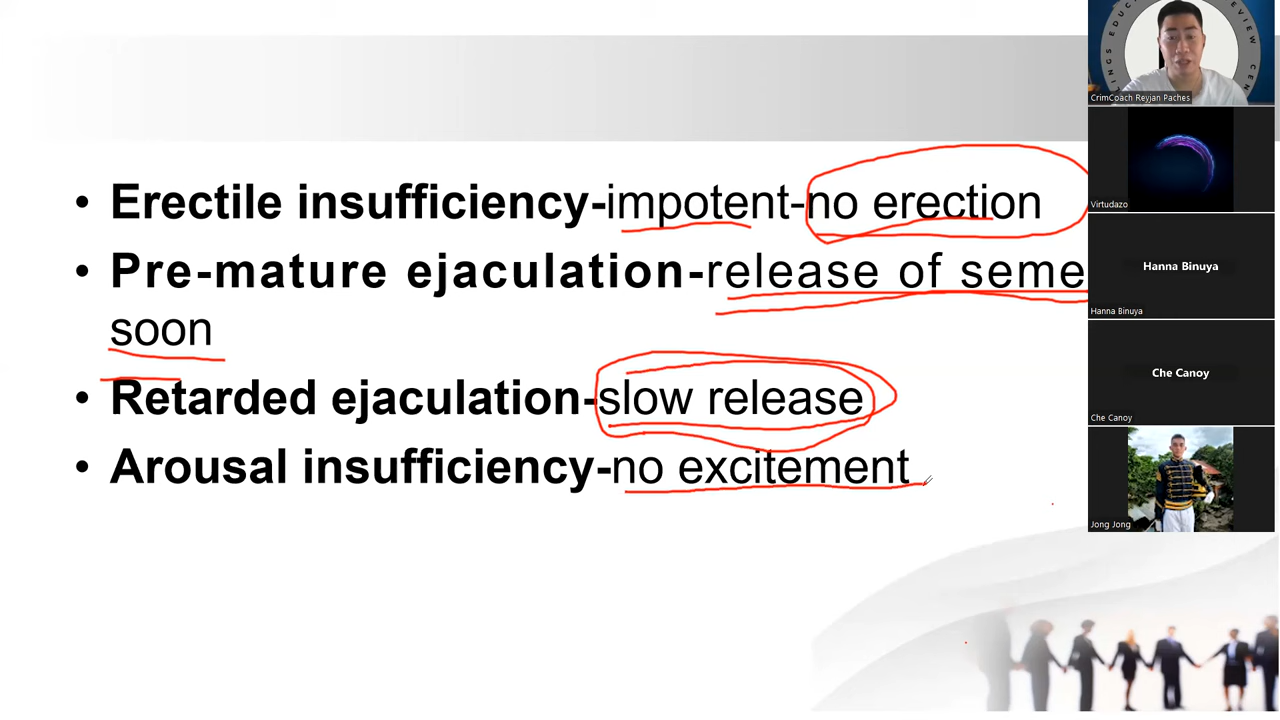 • Erectile insufficiency-impotent-no erection
• Pre-mature ejaculation-release of seme
soon
• Retarded ejaculation-slow release
• Arousal insufficiency-no excitement
CrimCoach Reyjan Paches
Virtudazo
Hanna Binuya
Hanna Binuya
Che Canoy
Che Canoy
Jong Jong